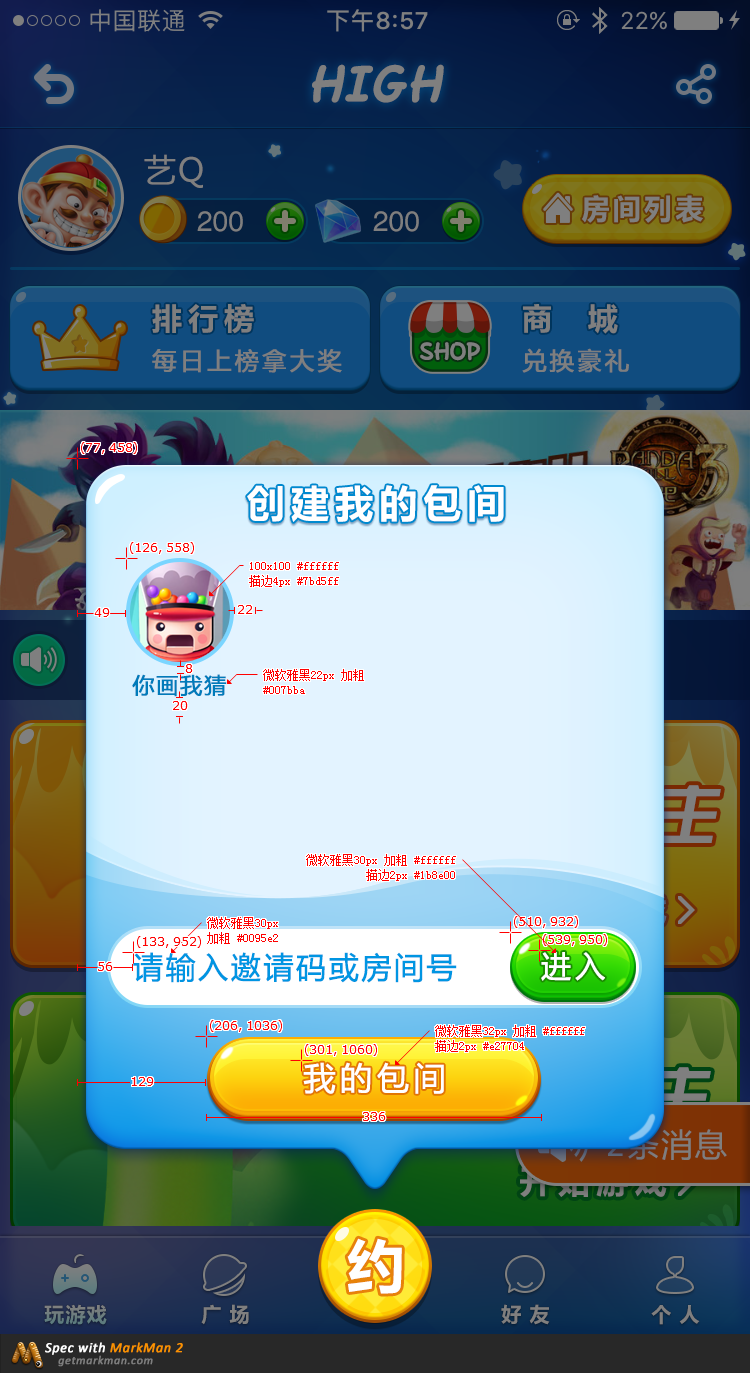 中国联通
下午8:57
22%
HIGH
艺Q
200
200
房间列表
排行榜
每日上榜拿大奖
SHOP
商 城
兑换豪礼
PANDA
3
(77, 458)
创建我的包间
(126, 558)
100x100 #ffffff
描边4px #7bd5ff
49
22
8
你画我猜
微软雅黑22px 加粗
#007bba
20
主
微软雅黑30px 加粗 #ffffff
描边2px #1b8e00
微软雅黑30px
加粗 #0095e2
(510, 932)
(133, 952)
(539, 950)
56
请输入邀请码或房间号
进入
(206, 1036)
微软雅黑32px 加粗 #ffffff
描边2px #e27704
(301, 1060)
我的包间
129
336
主
2条消息
开始游戏
约
玩游戏
广场
好友
个人
Spec with MarkMan 2
getmarkman.com